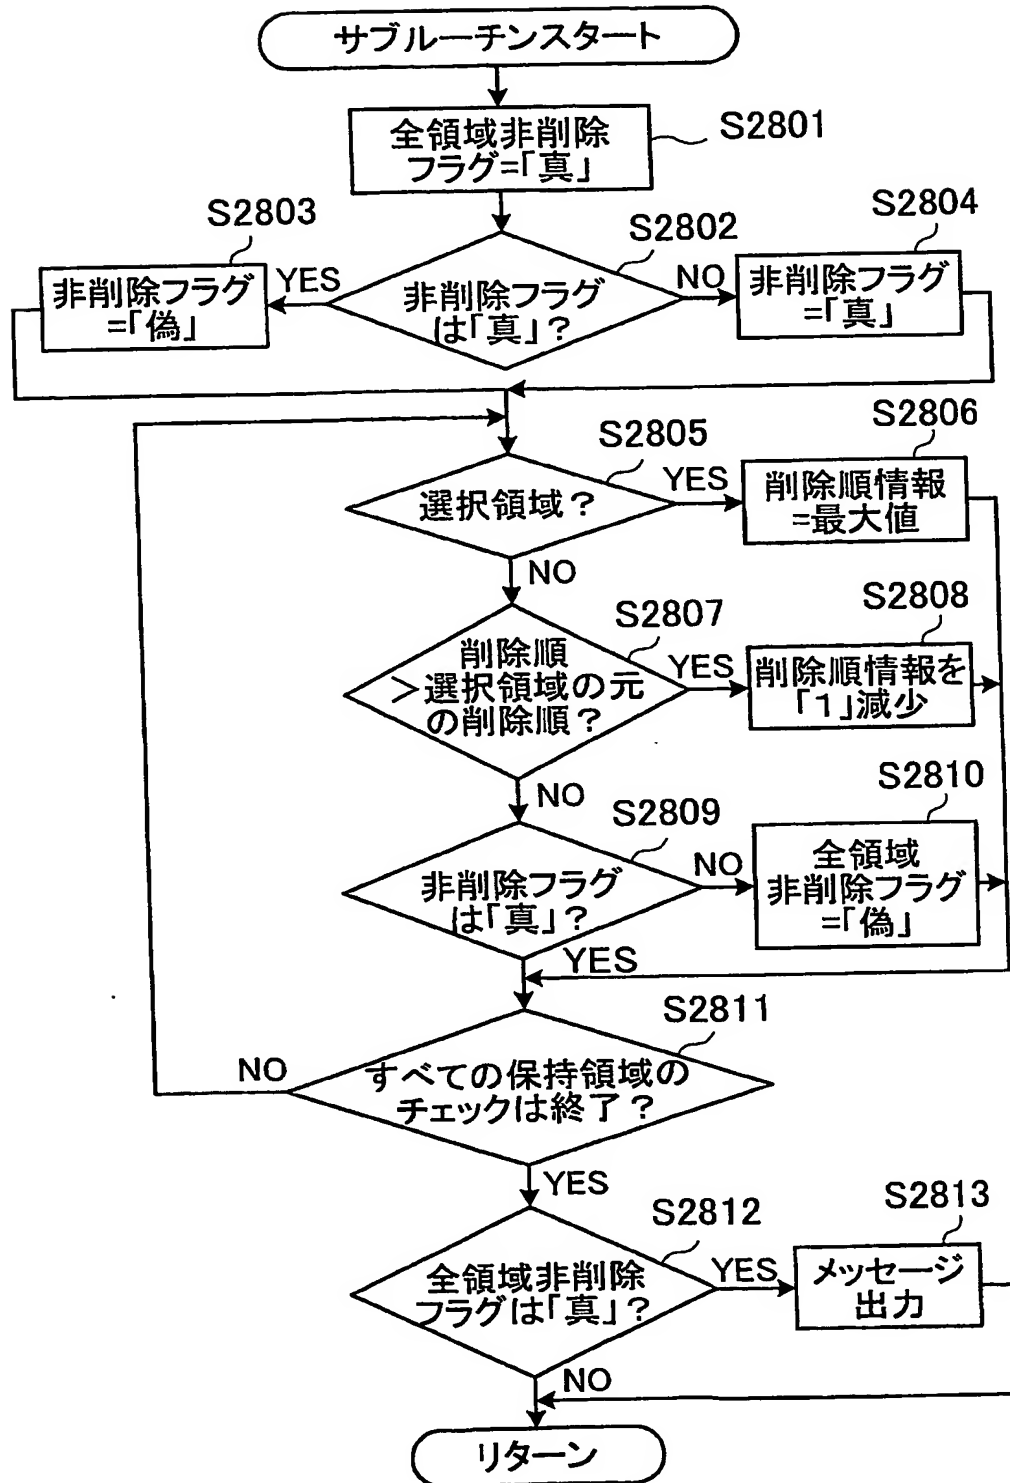 サブルーチンスタート
全領域非削除
フラグ=「真」
S2801
S2803
S2802
S2804
非削除フラグ
=「偽」
YES
非削除フラグ
は「真」?
NO
非削除フラグ
=「真」
S2805
S2806
選択領域?
YES
削除順情報
=最大値
NO
S2807
S2808
削除順
>選択領域の元
の削除順?
YES
削除順情報を
「1」減少
NO
S2809
S2810
非削除フラグ
は「真」?
NO
全領域
非削除フラグ
=「偽」
YES
S2811
NO
すべての保持領域の
チェックは終了?
YES
S2812
S2813
全領域非削除
フラグは「真」?
YES
メッセージ
出力
NO
リターン